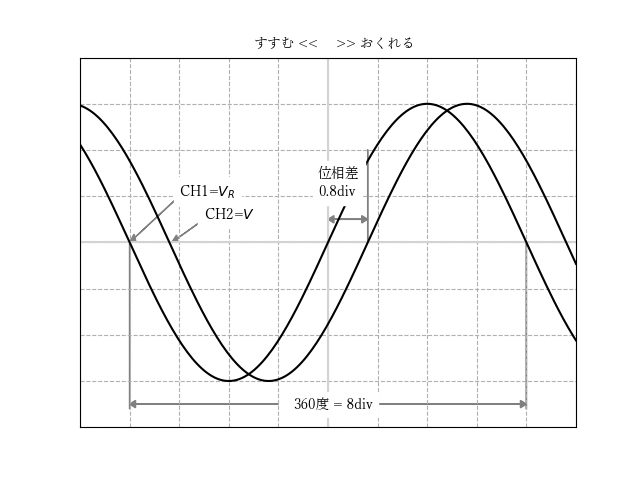 すすむ << >> おくれる
位相差
0.8div
CH1=V_R
CH2=V
360度 = 8div